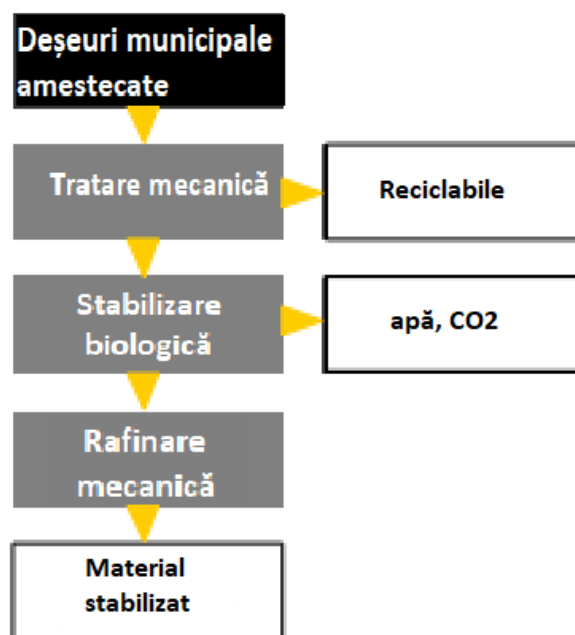 Deșeuri municipale
amestecate
Tratare mecanică
Reciclabile
Stabilizare
biologică
apă, CO2
Rafinare
mecanică
Material
stabilizat